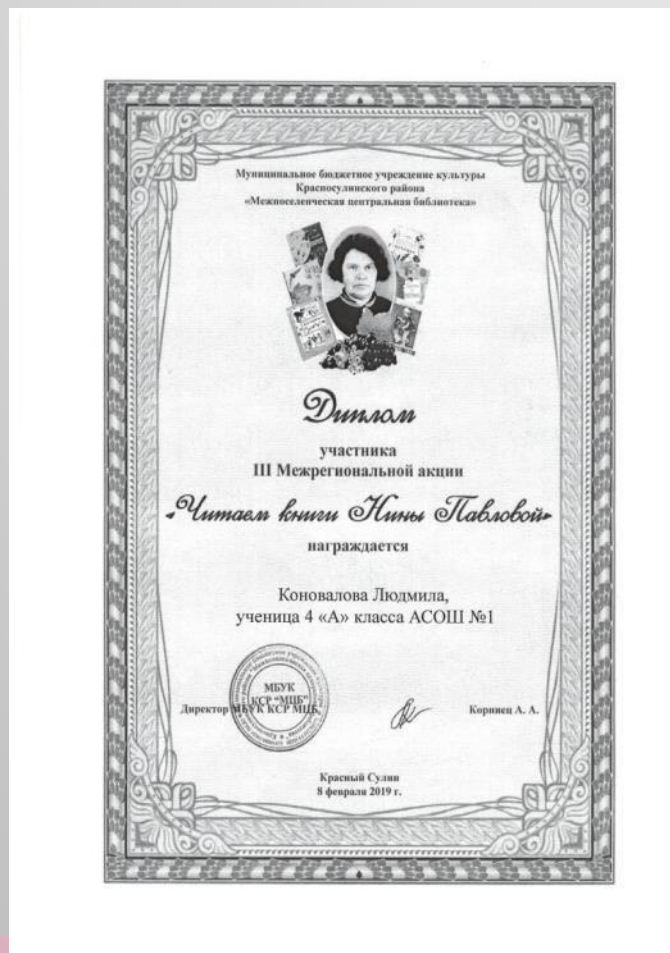 Муниципальное бюджетное учреждение культуры
Красносулинского района
«Межпоселенческая центральная библиотека»
Диплом
участника
III Межрегиональной акции
«Читаем книги Нины Павловой»
награждается
Коновалова Людмила,
ученица 4 «А» класса АСОШ №1
МБУК
КСР "МЦБ"
Директор МБУК КСР МЦБ
Корниец А. А.
Красный Сулин
8 февраля 2019 г.